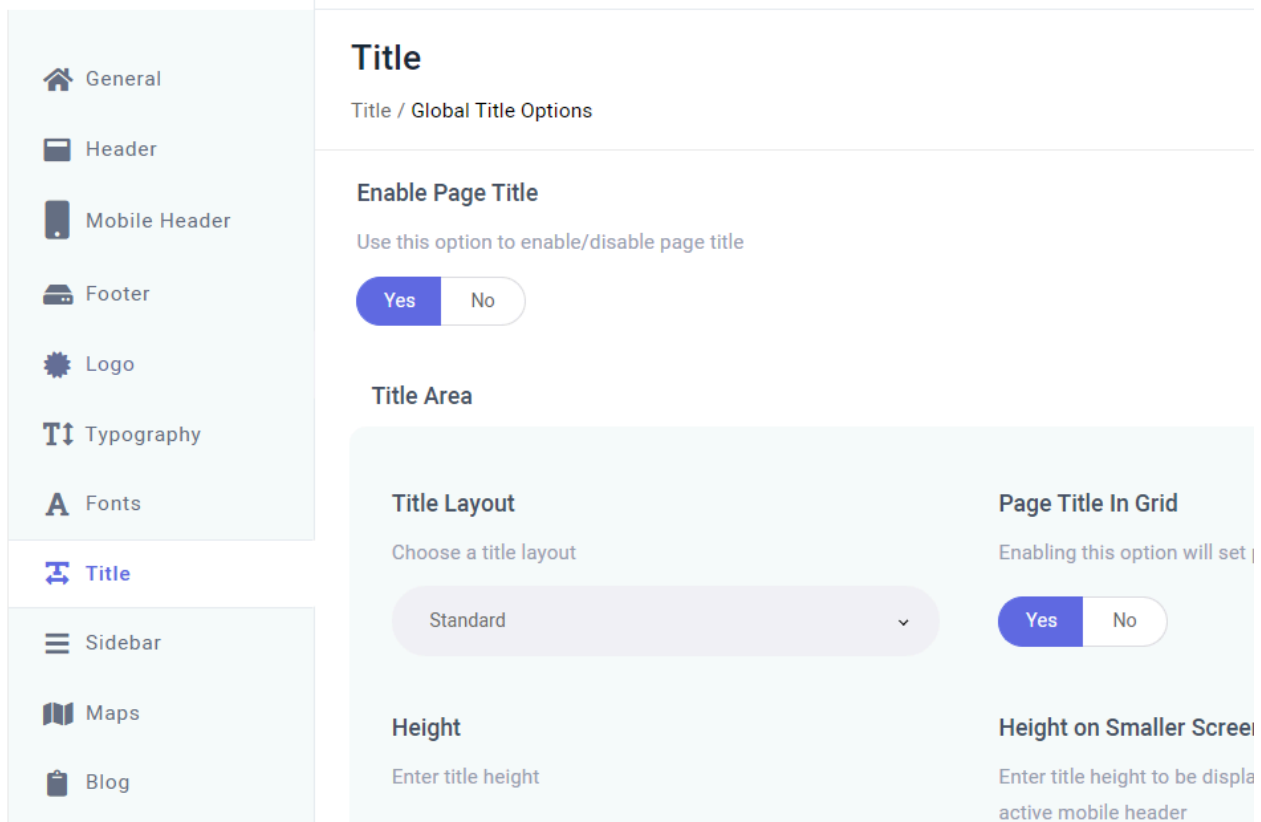 General
Header
Mobile Header
Footer
Logo
Typography
Fonts
Title
Sidebar
Maps
Blog
Title
Title / Global Title Options
Enable Page Title
Use this option to enable/disable page title
Yes No
Title Area
Title Layout
Choose a title layout
Standard
Page Title In Grid
Enabling this option will set
Yes No
Height
Enter title height
Height on Smaller
Enter title height to be
active mobile header